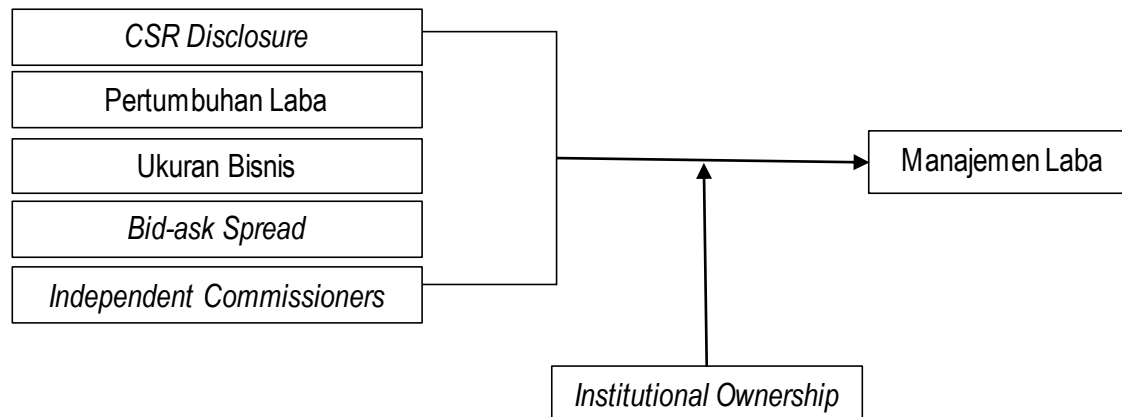 CSR Disclosure
Pertumbuhan Laba
Ukuran Bisnis
Bid-ask Spread
Independent Commissioners
Manajemen Laba
Institutional Ownership